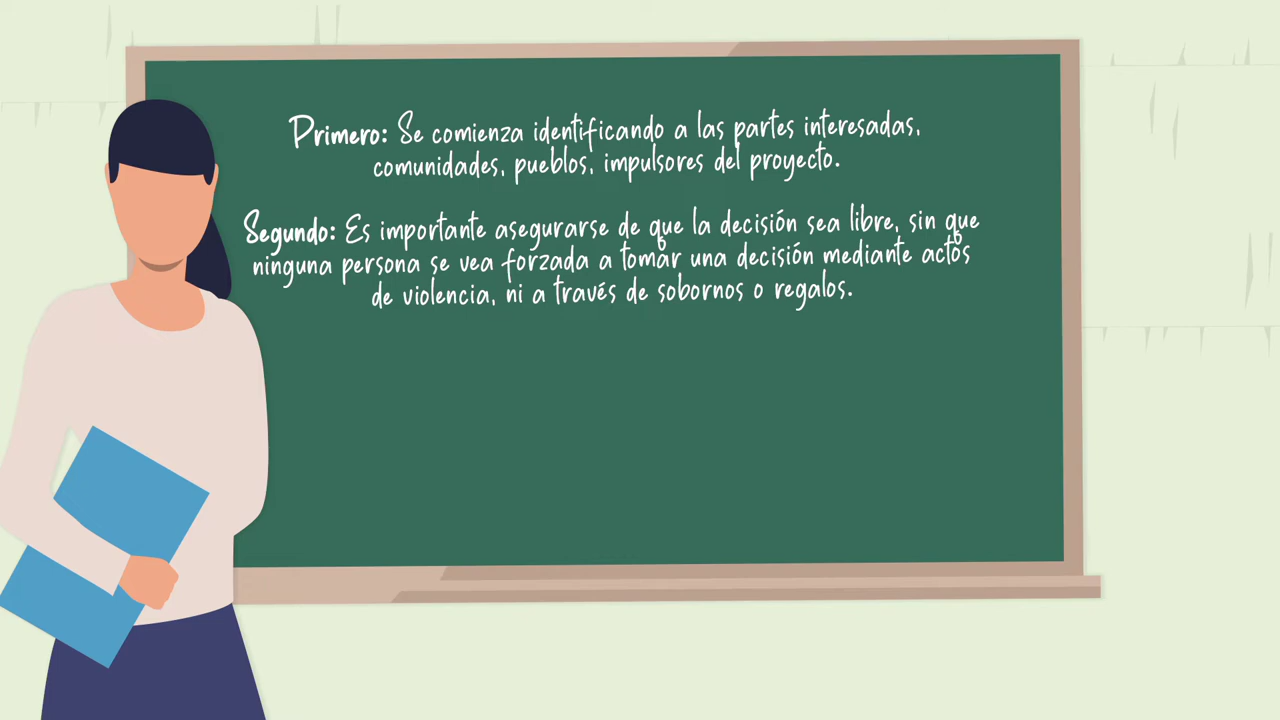 Primero: Se comienza identificando a las partes interesadas,
comunidades, pueblos, impulsores del proyecto.
Segundo: Es importante asegurarse de que la decisión sea libre, sin que
ninguna persona se vea forzada a tomar una decisión mediante actos
de violencia, ni a través de sobornos o regalos.